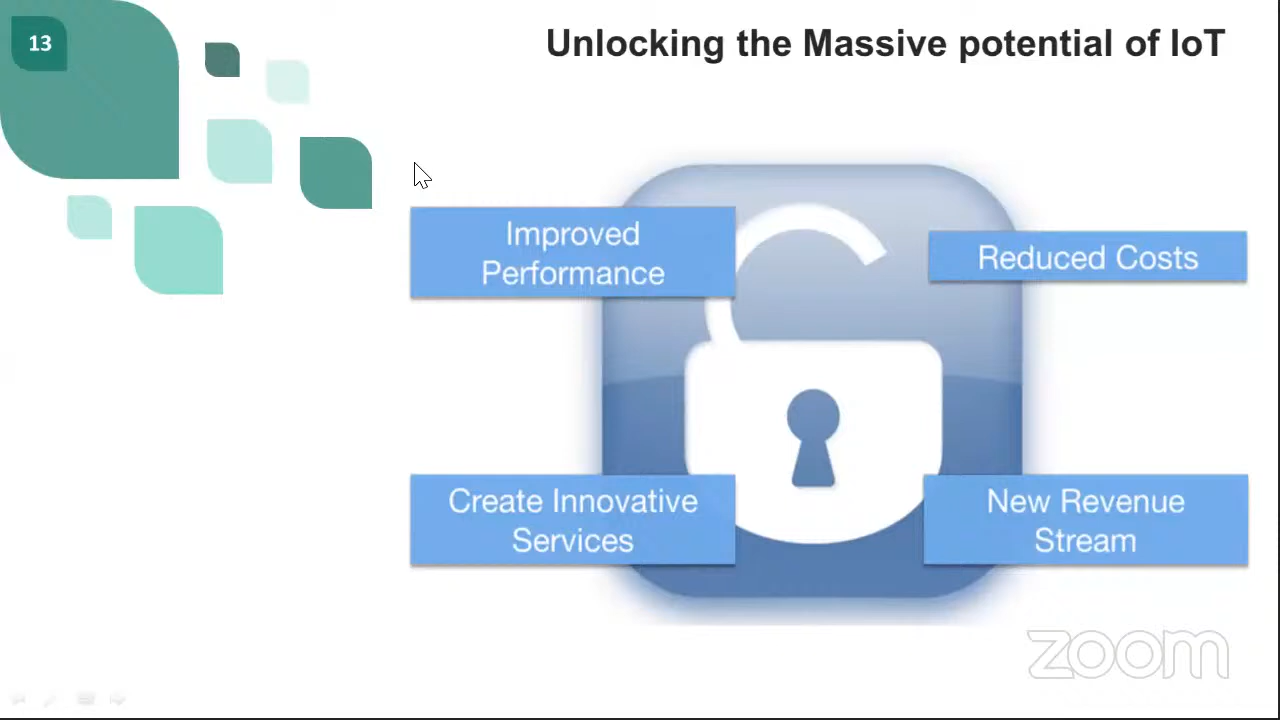 13
Unlocking the Massive potential of IoT
Improved
Performance
Reduced Costs
Create Innovative
Services
New Revenue
Stream
zoom